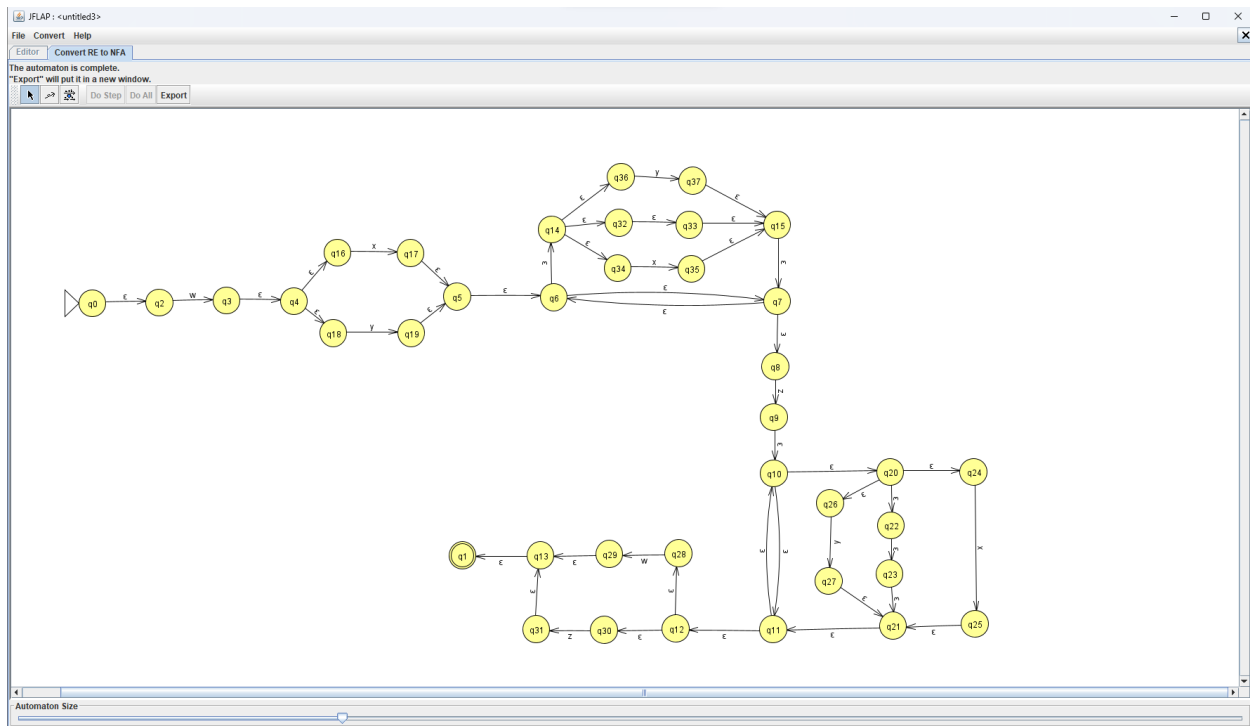 JFLAP : <untitled3>
File Convert Help
Editor Convert RE to NFA
The automaton is complete.
"Export" will put it in a new window.
Do Step Do All Export
q36 y q37
ε ε
q14 ε q32 ε q33 ε q15
ε x ε
q34 q35
ε ε
q16 x q17
ε ε
q0 ε q2 w q3 ε q4 q5 ε q6 ε q7
ε
ε ε
q18 y q19
ε
q8
z
q9
ε
q10 ε q20 ε q24
ε
q26 ε
q22
ε ε y ε x
q23
q27 ε ε
q1 ε q13 ε q29 w q28
ε ε
q31 z q30 ε q12 ε q11 ε q21 ε q25
Automaton Size